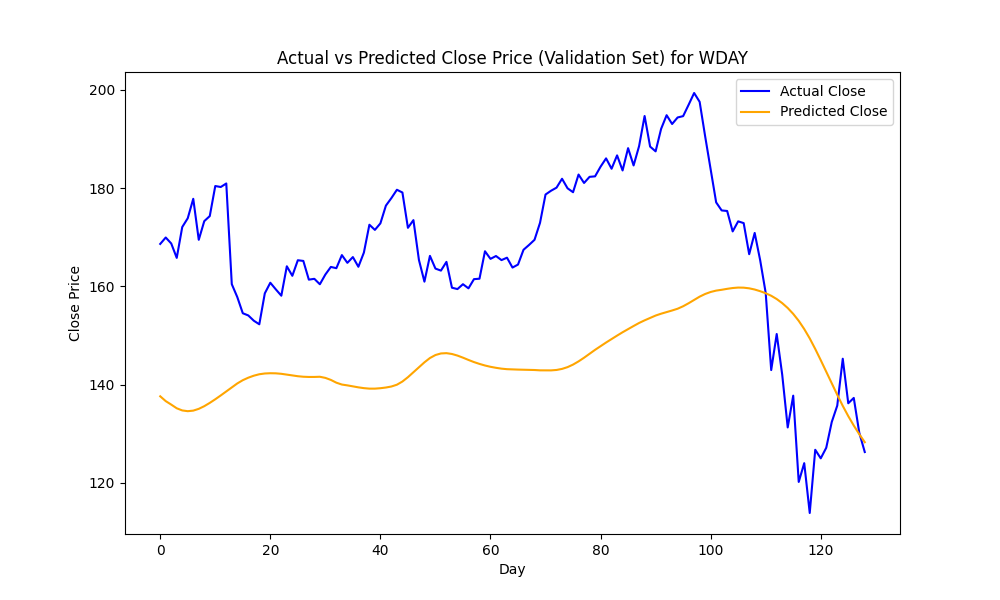 Actual vs Predicted Close Price (Validation Set) for WDAY
Actual Close
Predicted Close
Close Price
200
180
160
140
120
0 20 40 60 80 100 120
Day